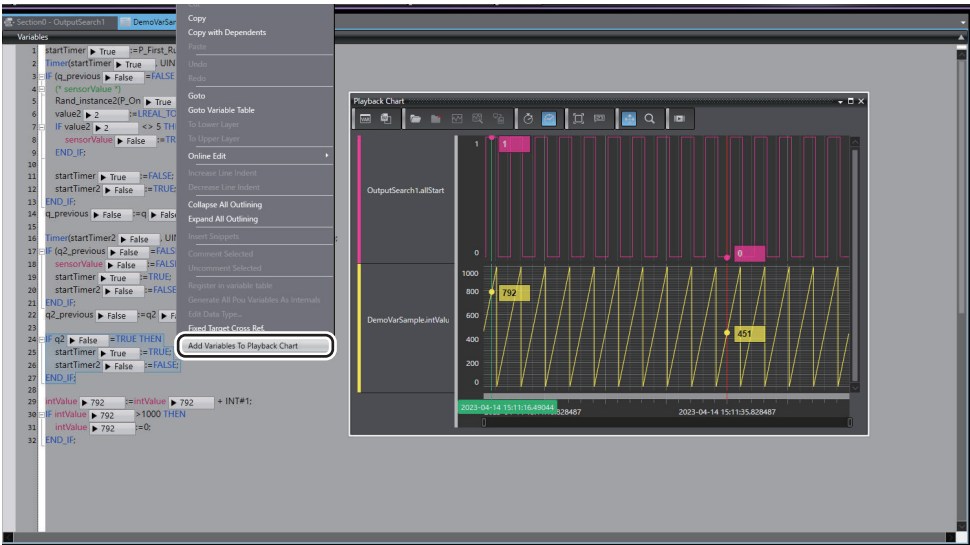 Section0 - OutputSearch1 DemoVarSar
Variables
1 startTimer ▶ True :=P_First_Ru
2 Timer(startTimer ▶ True , UIN
3 IF (q_previous ▶ False =FALSE
4 (* sensorValue *)
5 Rand_instance2(P_On ▶ True
6 value2 ▶ 2 :=LREAL_TO
7 IF value2 ▶ 2 <> 5 TH
8 sensorValue ▶ False :=TR
9 END_IF;
10
11 startTimer ▶ True :=FALSE;
12 startTimer2 ▶ False :=TRUE;
13 END_IF;
14 q_previous ▶ False :=q ▶ False
15
16 Timer(startTimer2 ▶ False , UIN
17 IF (q2_previous ▶ False =FALS
18 sensorValue ▶ False :=FALS
19 startTimer ▶ True :=TRUE;
20 startTimer2 ▶ False :=FALSE;
21 END_IF;
22 q2_previous ▶ False :=q2 ▶ Fa
23
24 IF q2 ▶ False =TRUE THEN
25 startTimer ▶ True :=TRUE;
26 startTimer2 ▶ False :=FALSE;
27 END_IF;
28
29 intValue ▶ 792 :=intValue ▶ 792 + INT#1;
30 IF intValue ▶ 792 >1000 THEN
31 intValue ▶ 792 :=0;
32 END_IF;
Copy
Copy with Dependents
Paste
Undo
Redo
Goto
Goto Variable Table
To Lower Layer
To Upper Layer
Online Edit
Increase Line Indent
Decrease Line Indent
Collapse All Outlining
Expand All Outlining
Insert Snippets
Comment Selected
Uncomment Selected
Register in variable table
Generate All Pou Variables As Internals
Edit Data Type...
Fixed Target Cross Ref.
Add Variables To Playback Chart
Playback Chart
OutputSearch1.allStart
1
0
1
0
DemoVarSample.intValu
1000
800
600
400
200
0
792
451
2023-04-14 15:11:16.49044
.828487
2023-04-14 15:11:35.828487